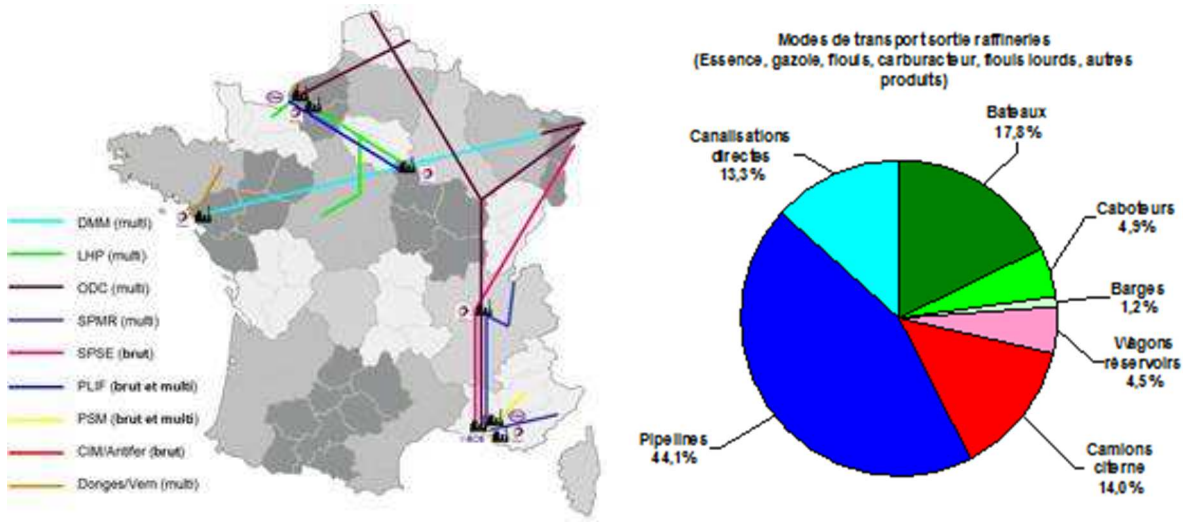 DMM (multi)
LHP (multi)
ODC (multi)
SPMR (multi)
SPSE (brut)
PLIF (brut et multi)
PSM (brut et multi)
CIM/Antifer (brut)
Donges/Vern (multi)
Modes de transport sortie raffineries
(Essence, gazole, fiouls, carburacteur, fiouls lourds, autres
produits)
Bateaux
17,8%
Canalisations
directes
13,3%
Caboteurs
4,9%
Barges
1,2%
Wagons
réservoirs
4,5%
Pipelines
44,1%
Camions
citerne
14,0%